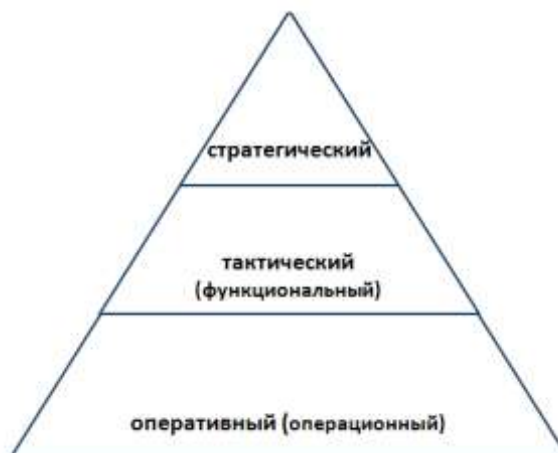 стратегический
тактический
(функциональный)
оперативный (операционный)